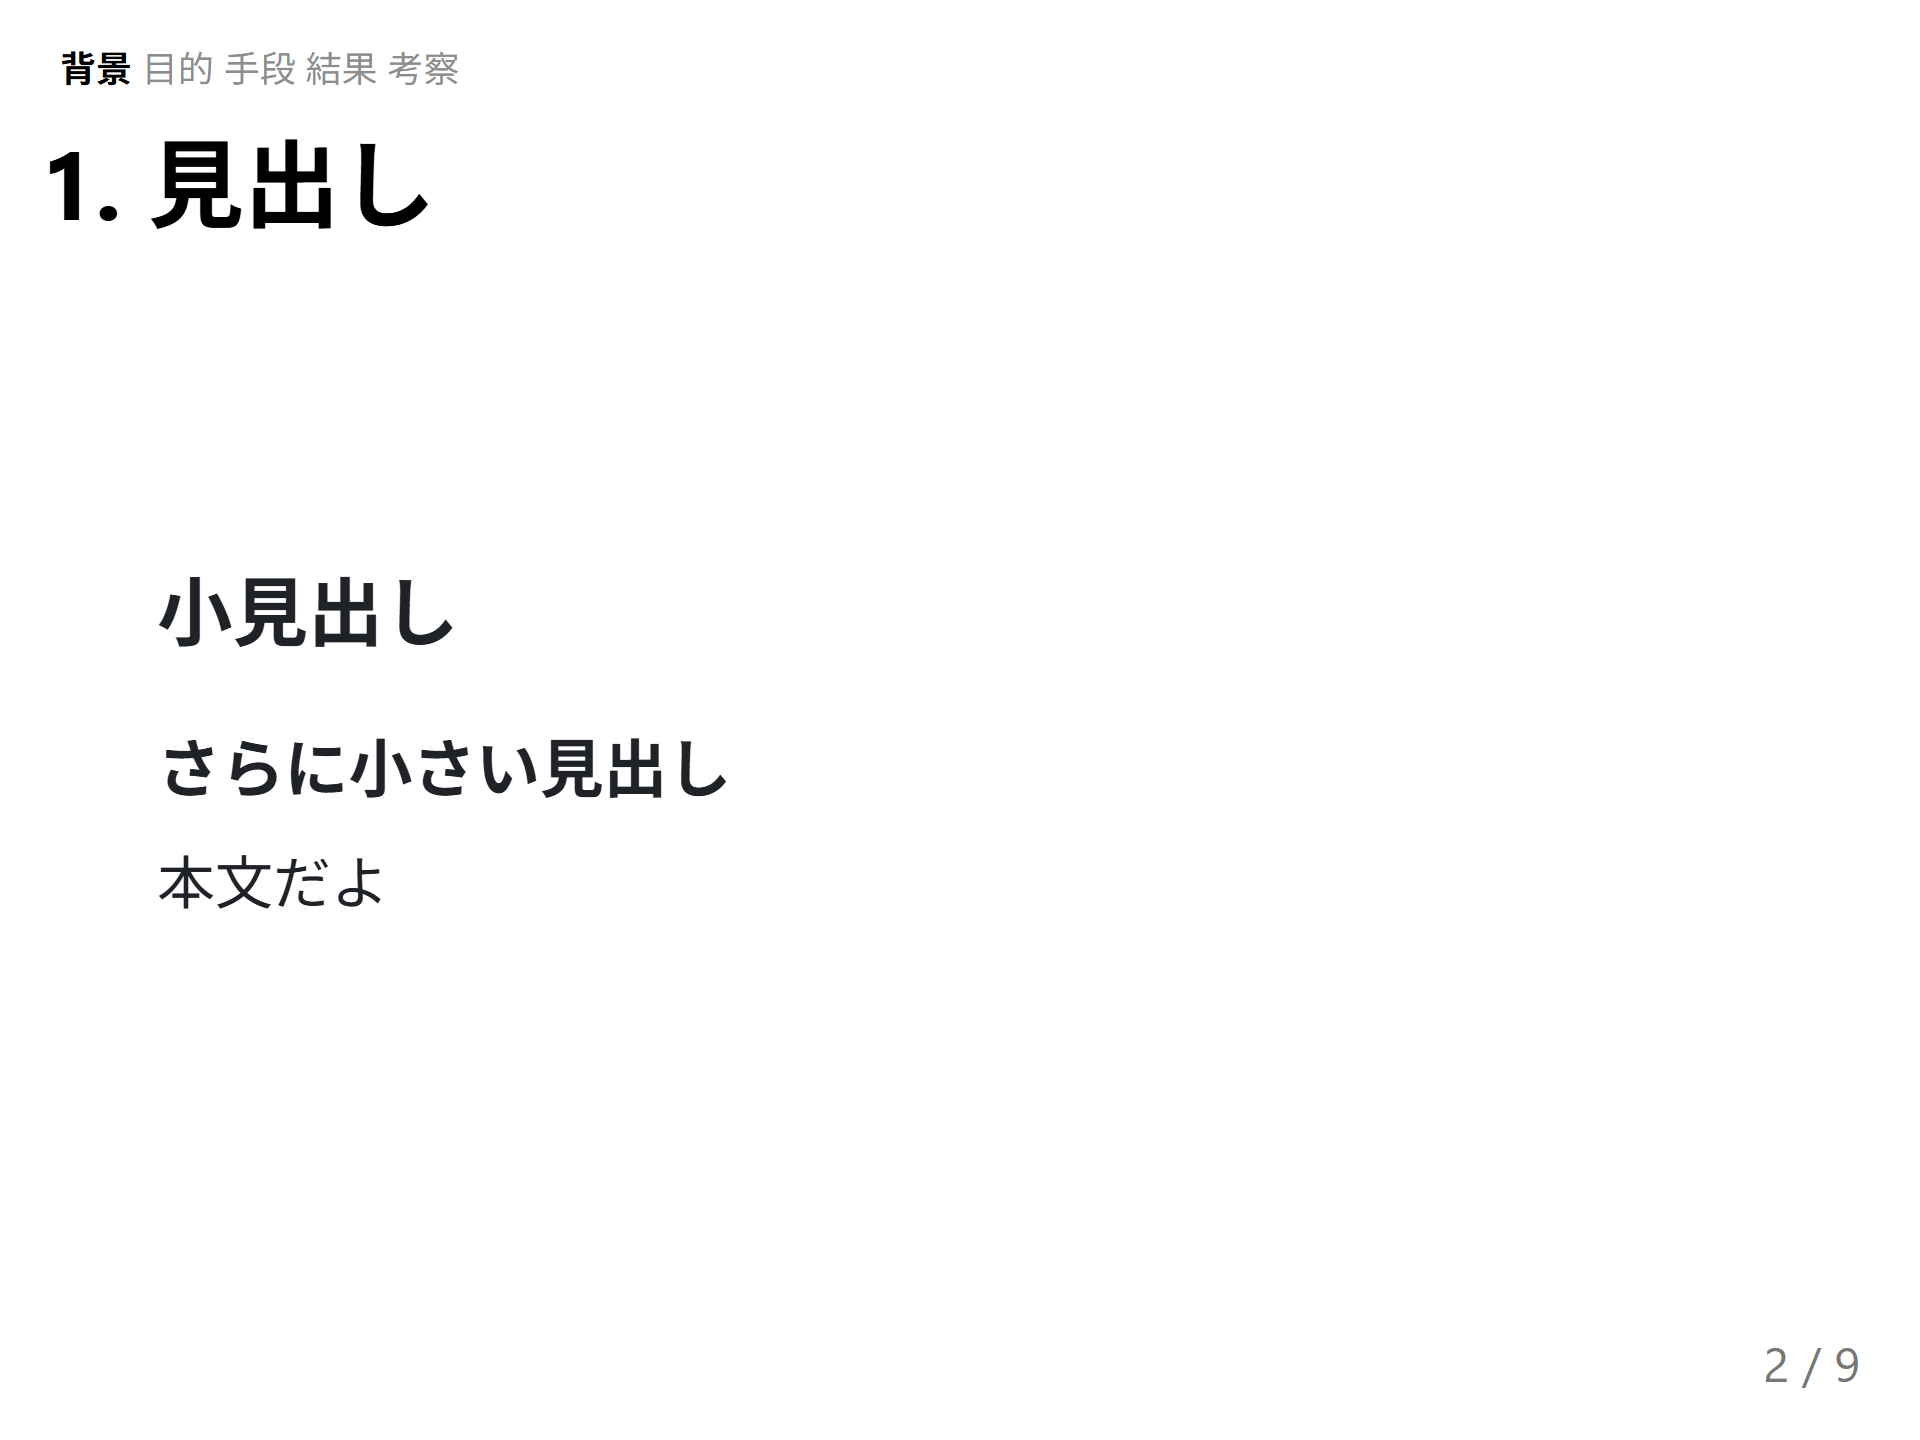 背景 目的 手段 結果 考察
1. 見出し
小見出し
さらに小さい見出し
本文だよ
2 / 9